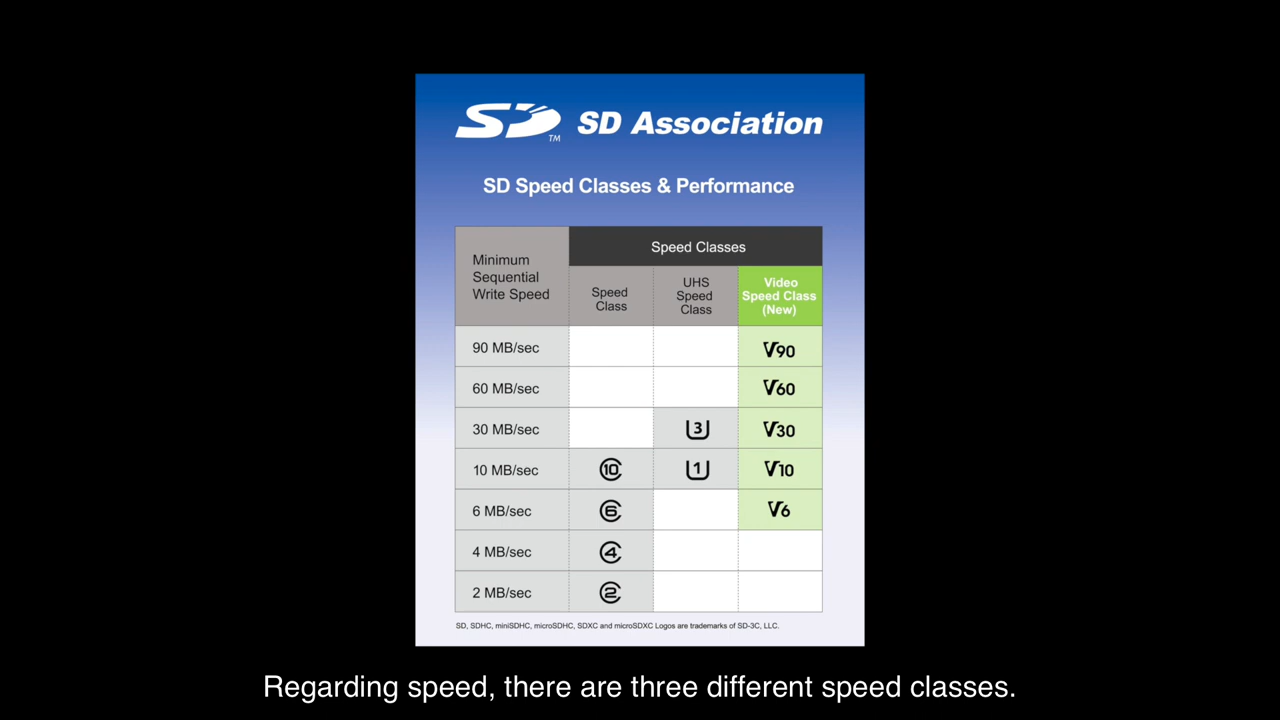 SD TM SD Association
SD Speed Classes & Performance
Minimum
Sequential
Write Speed
Speed Classes
Speed
Class
UHS
Speed
Class
Video
Speed Class
(New)
90 MB/sec V90
60 MB/sec V60
30 MB/sec 3 V30
10 MB/sec 10 1 V10
6 MB/sec 6 V6
4 MB/sec 4
2 MB/sec 2
SD, SDHC, miniSDHC, microSDHC, SDXC and microSDXC Logos are trademarks of SD-3C, LLC.
Regarding speed, there are three different speed classes.